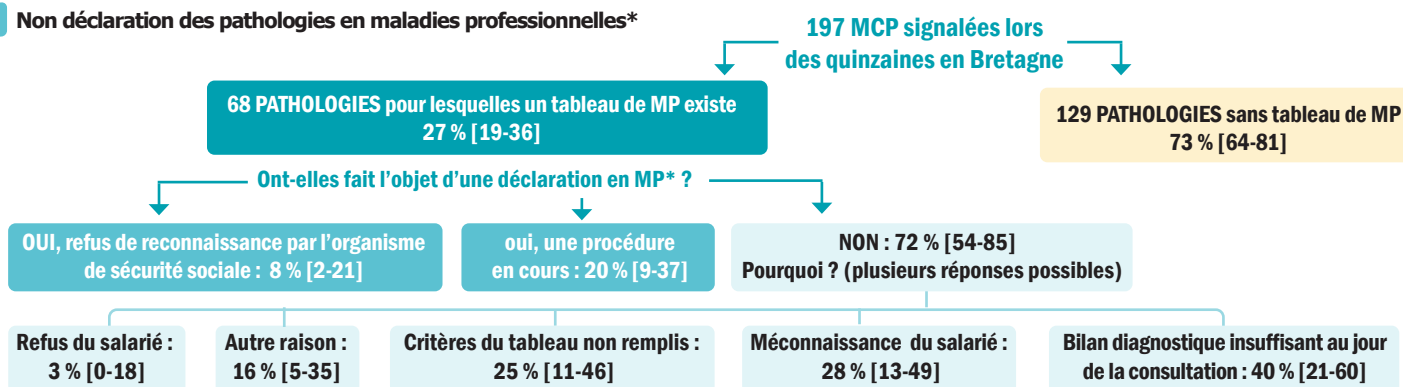 Non déclaration des pathologies en maladies professionnelles*
197 MCP signalées lors
des quinzaines en Bretagne
68 PATHOLOGIES pour lesquelles un tableau de MP existe
27 % [19-36]
129 PATHOLOGIES sans tableau de MP
73 % [64-81]
Ont-elles fait l’objet d’une déclaration en MP* ?
OUI, refus de reconnaissance par l’organisme
de sécurité sociale : 8 % [2-21]
oui, une procédure
en cours : 20 % [9-37]
NON : 72 % [54-85]
Pourquoi ? (plusieurs réponses possibles)
Refus du salarié :
3 % [0-18]
Autre raison :
16 % [5-35]
Critères du tableau non remplis :
25 % [11-46]
Méconnaissance du salarié :
28 % [13-49]
Bilan diagnostique insuffisant au jour
de la consultation : 40 % [21-60]